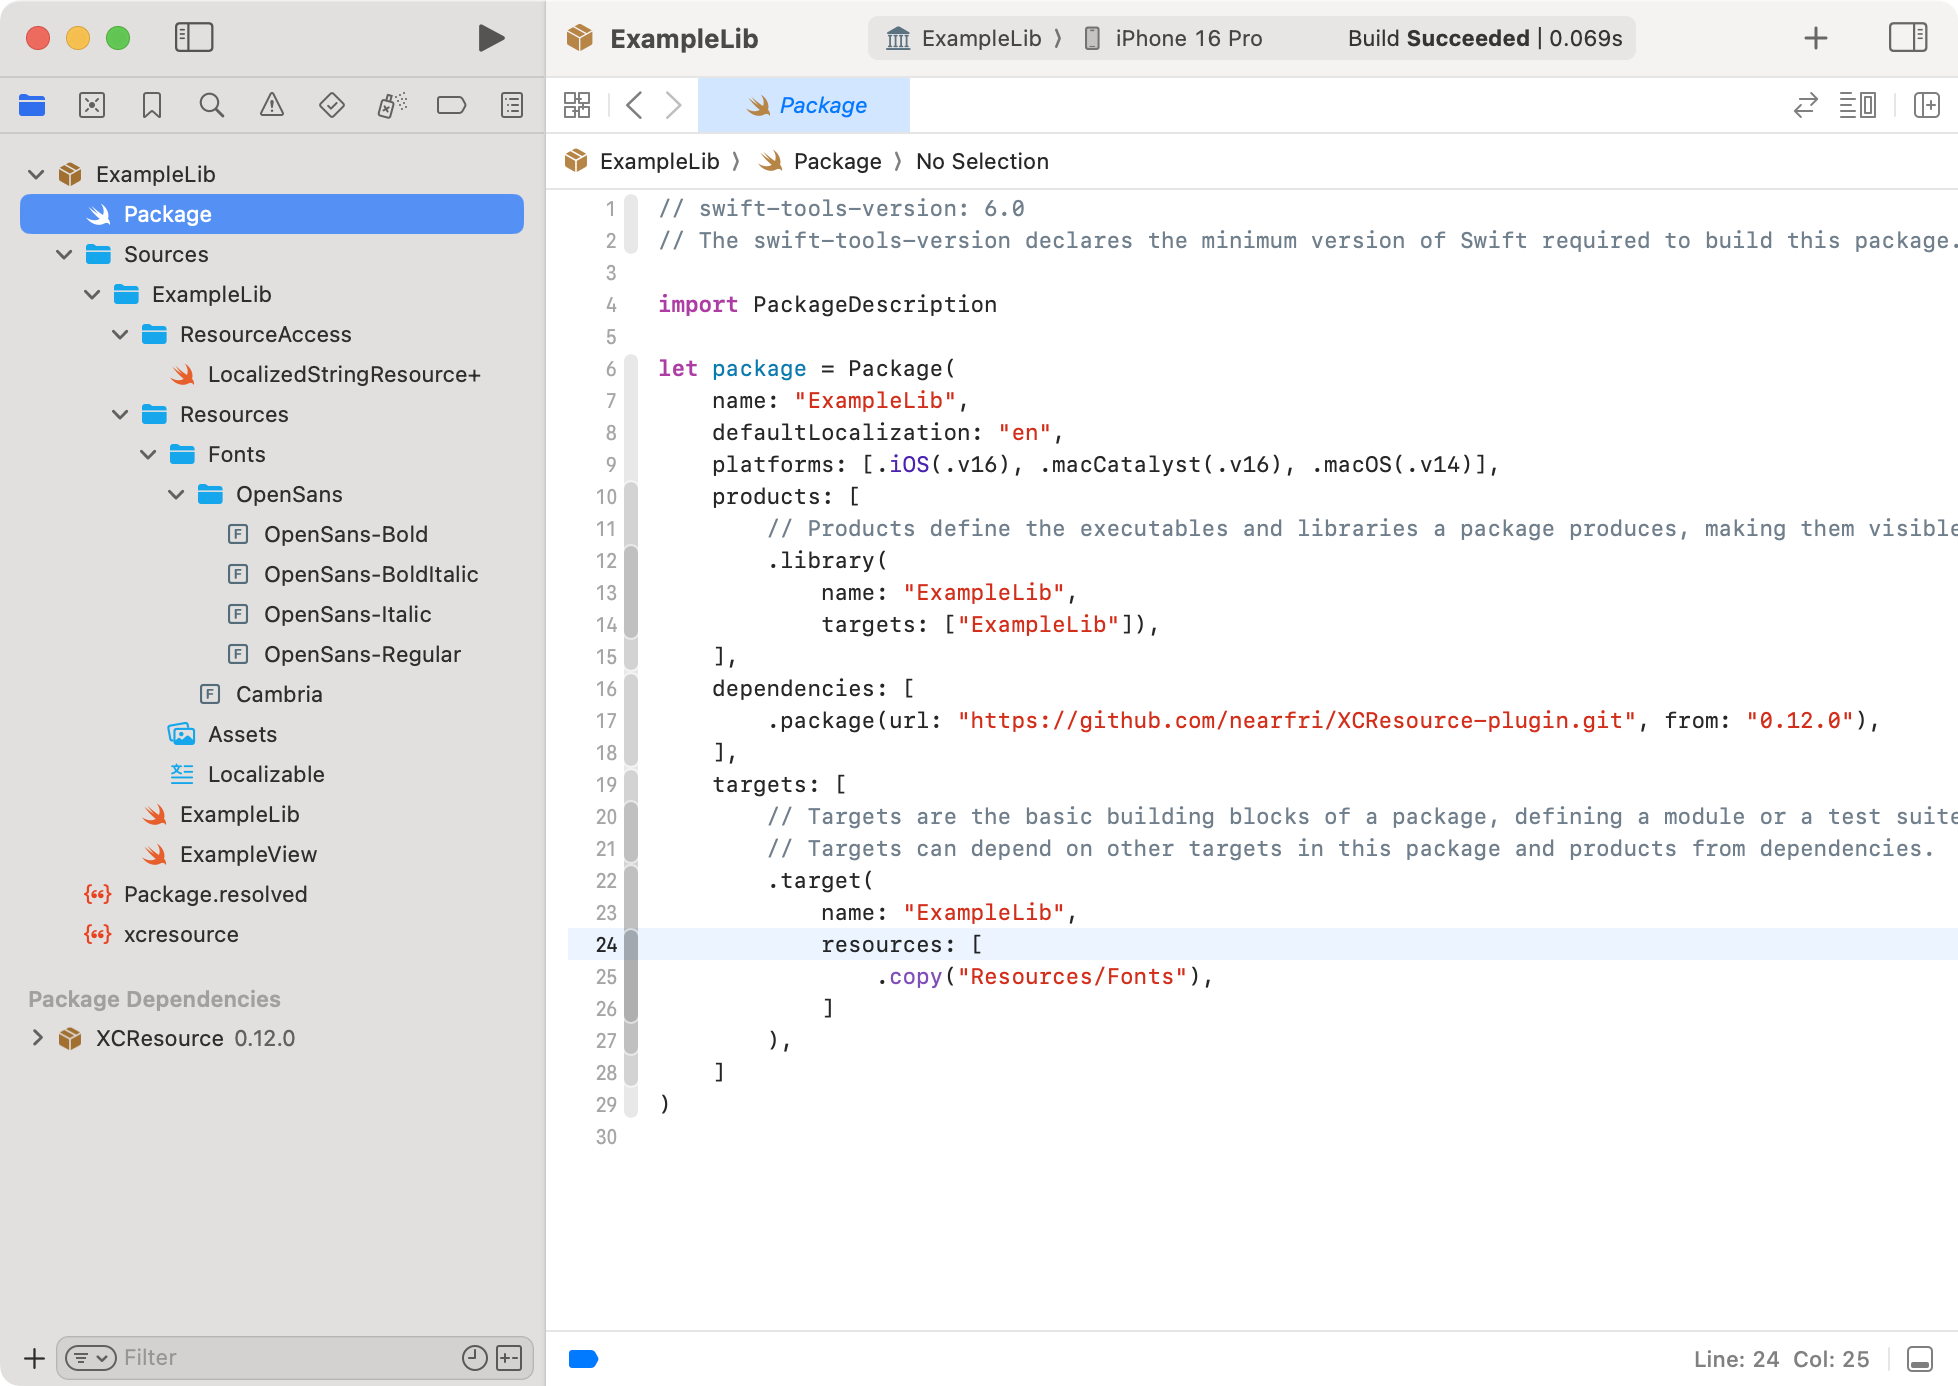 ExampleLib
ExampleLib ⟩ iPhone 16 Pro
Build Succeeded | 0.069s
Package
ExampleLib ⟩ Package ⟩ No Selection
ExampleLib
Package
Sources
ExampleLib
ResourceAccess
LocalizedStringResource+
Resources
Fonts
OpenSans
F OpenSans-Bold
F OpenSans-BoldItalic
F OpenSans-Italic
F OpenSans-Regular
F Cambria
Assets
Localizable
ExampleLib
ExampleView
Package.resolved
xcresource
Package Dependencies
XCResource 0.12.0
Filter
1 // swift-tools-version: 6.0
2 // The swift-tools-version declares the minimum version of Swift required to build this package.
3
4 import PackageDescription
5
6 let package = Package(
7     name: "ExampleLib",
8     defaultLocalization: "en",
9     platforms: [.iOS(.v16), .macCatalyst(.v16), .macOS(.v14)],
10     products: [
11         // Products define the executables and libraries a package produces, making them visible
12         .library(
13             name: "ExampleLib",
14             targets: ["ExampleLib"]),
15     ],
16     dependencies: [
17         .package(url: "https://github.com/nearfri/XCResource-plugin.git", from: "0.12.0"),
18     ],
19     targets: [
20         // Targets are the basic building blocks of a package, defining a module or a test suite
21         // Targets can depend on other targets in this package and products from dependencies.
22         .target(
23             name: "ExampleLib",
24             resources: [
25                 .copy("Resources/Fonts"),
26             ]
27         ),
28     ]
29 )
30
Line: 24 Col: 25